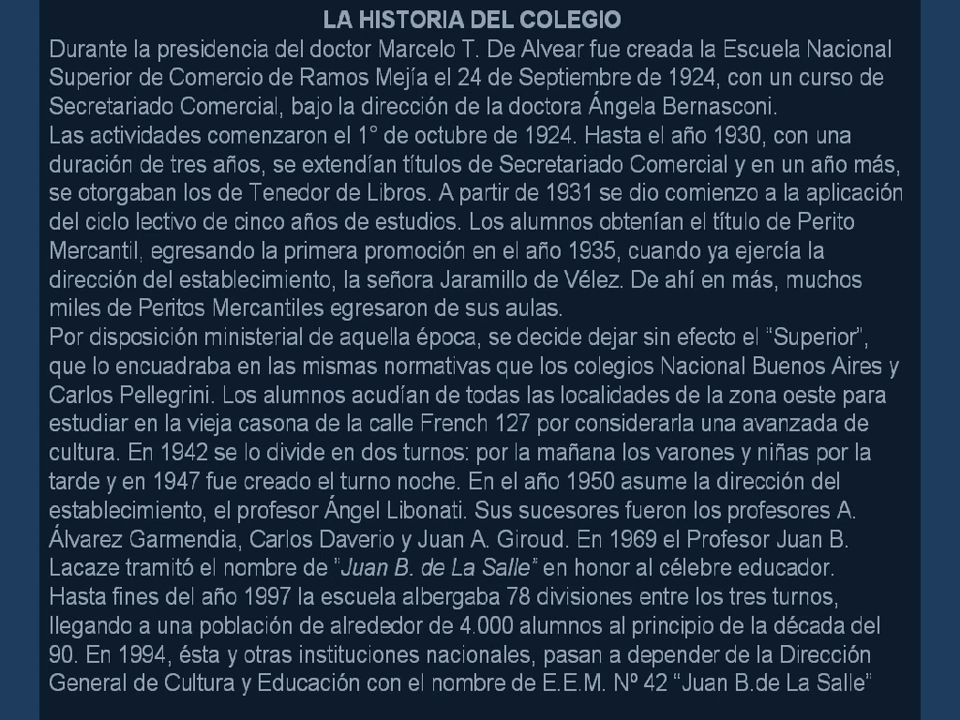 LA HISTORIA DEL COLEGIO
Durante la presidencia del doctor Marcelo T. De Alvear fue creada la Escuela Nacional
Superior de Comercio de Ramos Mejía el 24 de Septiembre de 1924, con un curso de
Secretariado Comercial, bajo la dirección de la doctora Ángela Bernasconi.
Las actividades comenzaron el 1° de octubre de 1924. Hasta el año 1930, con una
duración de tres años, se extendían títulos de Secretariado Comercial y en un año más,
se otorgaban los de Tenedor de Libros. A partir de 1931 se dio comienzo a la aplicación
del ciclo lectivo de cinco años de estudios. Los alumnos obtenían el título de Perito
Mercantil, egresando la primera promoción en el año 1935, cuando ya ejercía la
dirección del establecimiento, la señora Jaramillo de Vélez. De ahí en más, muchos
miles de Peritos Mercantiles egresaron de sus aulas.
Por disposición ministerial de aquella época, se decide dejar sin efecto el “Superior”,
que lo encuadraba en las mismas normativas que los colegios Nacional Buenos Aires y
Carlos Pellegrini. Los alumnos acudían de todas las localidades de la zona oeste para
estudiar en la vieja casona de la calle French 127 por considerarla una avanzada de
cultura. En 1942 se lo divide en dos turnos: por la mañana los varones y niñas por la
tarde y en 1947 fue creado el turno noche. En el año 1950 asume la dirección del
establecimiento, el profesor Ángel Libonati. Sus sucesores fueron los profesores A.
Álvarez Garmendia, Carlos Daverio y Juan A. Giroud. En 1969 el Profesor Juan B.
Lacaze tramitó el nombre de ”Juan B. de La Salle” en honor al célebre educador.
Hasta fines del año 1997 la escuela albergaba 78 divisiones entre los tres turnos,
llegando a una población de alrededor de 4.000 alumnos al principio de la década del
90. En 1994, ésta y otras instituciones nacionales, pasan a depender de la Dirección
General de Cultura y Educación con el nombre de E.E.M. Nº 42 “Juan B.de La Salle”